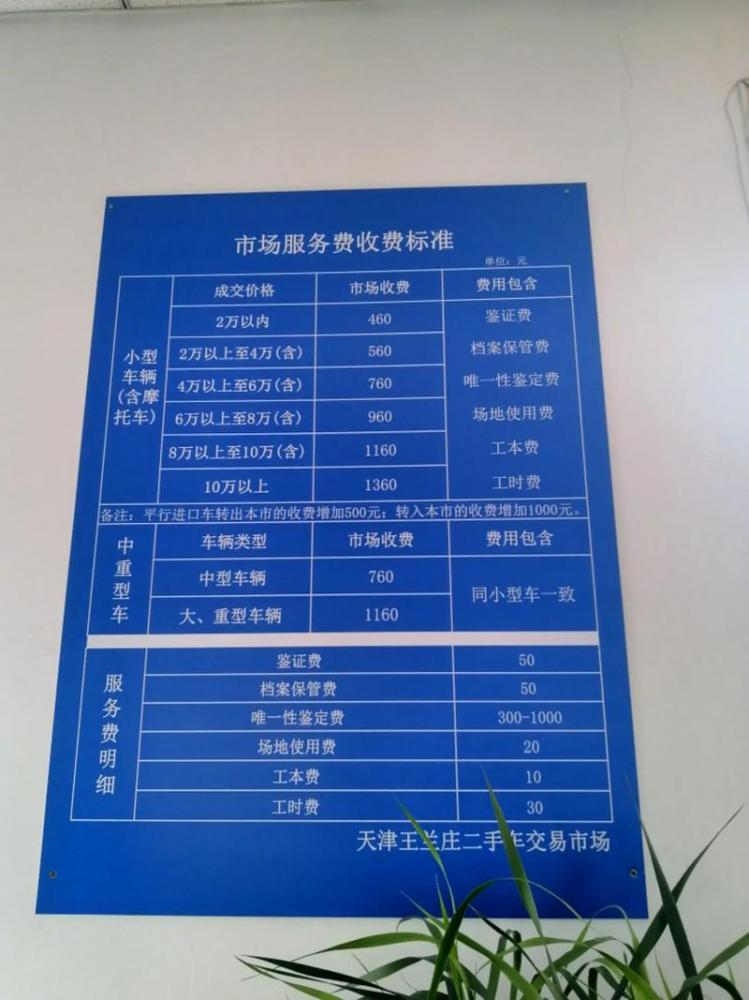 市场服务费收费标准
单位：元
小型车辆(含摩托车) 成交价格 市场收费 费用包含
2万以内 460 鉴证费
2万以上至4万(含) 560 档案保管费
4万以上至6万(含) 760 唯一性鉴定费
6万以上至8万(含) 960 场地使用费
8万以上至10万(含) 1160 工本费
10万以上 1360 工时费
备注：平行进口车转出本市的收费增加500元；转入本市的收费增加1000元。
中重型车 车辆类型 市场收费 费用包含
中型车辆 760 同小型车一致
大、重型车辆 1160
服务费明细 鉴证费 50
档案保管费 50
唯一性鉴定费 300-1000
场地使用费 20
工本费 10
工时费 30
天津王兰庄二手车交易市场